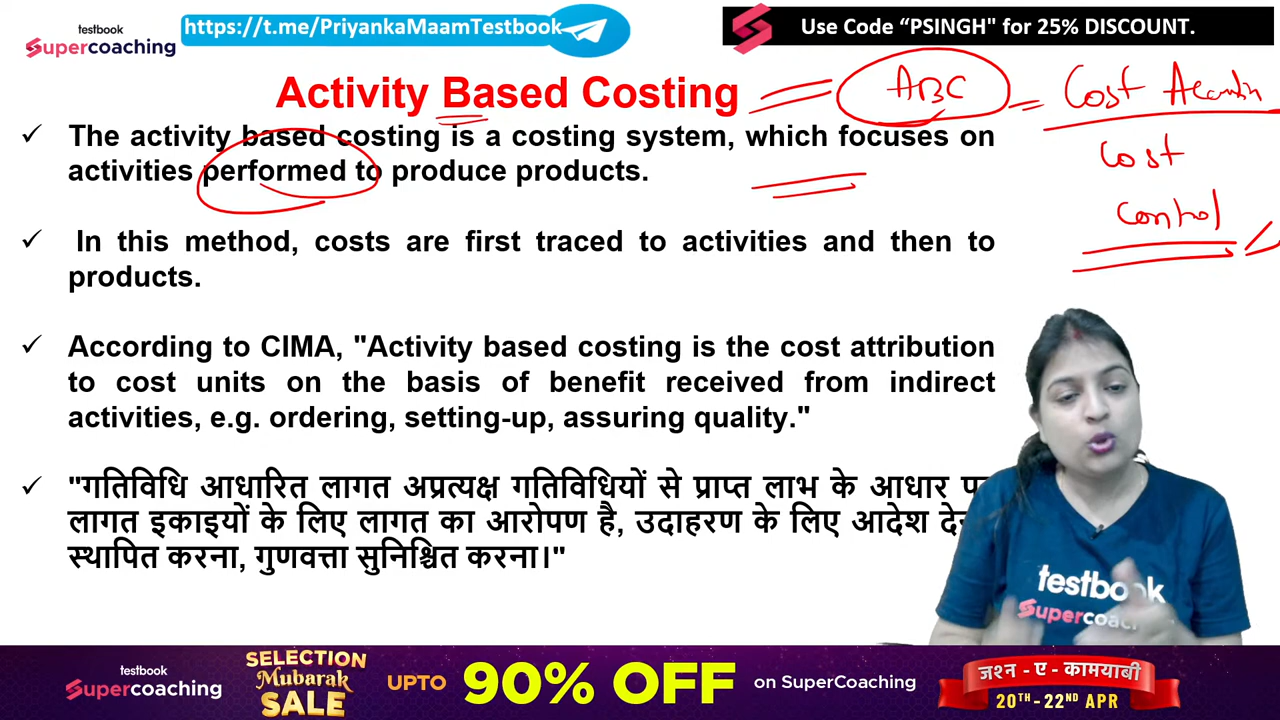 testbook
Supercoaching
https://t.me/PriyankaMaamTestbook
Use Code “PSINGH" for 25% DISCOUNT.
Activity Based Costing
ABC
Cost
Cost
Control
✓ The activity based costing is a costing system, which focuses on
activities performed to produce products.
✓ In this method, costs are first traced to activities and then to
products.
✓ According to CIMA, "Activity based costing is the cost attribution
to cost units on the basis of benefit received from indirect
activities, e.g. ordering, setting-up, assuring quality."
✓ "गतिविधि आधारित लागत अप्रत्यक्ष गतिविधियों से प्राप्त लाभ के आधार
लागत इकाइयों के लिए लागत का आरोपण है, उदाहरण के लिए आदेश
स्थापित करना, गुणवत्ता सुनिश्चित करना।"
testbook
Supercoach
testbook
Supercoaching
SELECTION
Mubarak
SALE
UPTO 90% OFF on SuperCoaching
जश्न - ए - कामयाबी
20TH - 22ND APR